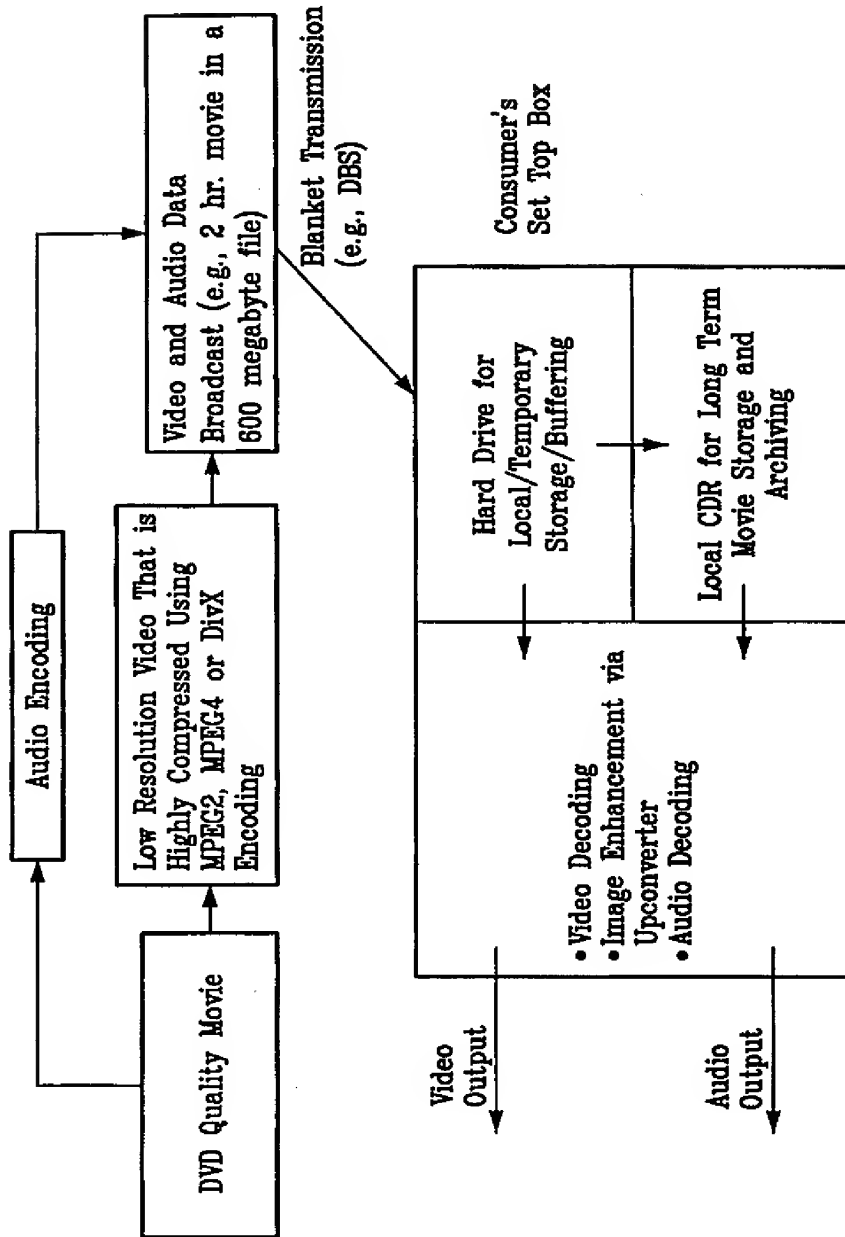 Audio Encoding
DVD Quality Movie
Low Resolution Video That is
Highly Compressed Using
MPEG2, MPEG4 or DivX
Encoding
Video and Audio Data
Broadcast (e.g., 2 hr. movie in a
600 megabyte file)
Blanket Transmission
(e.g., DBS)
Consumer's
Set Top Box
Hard Drive for
Local/Temporary
Storage/Buffering
Local CDR for Long Term
Movie Storage and
Archiving
• Video Decoding
• Image Enhancement via
Upconverter
• Audio Decoding
Video
Output
Audio
Output